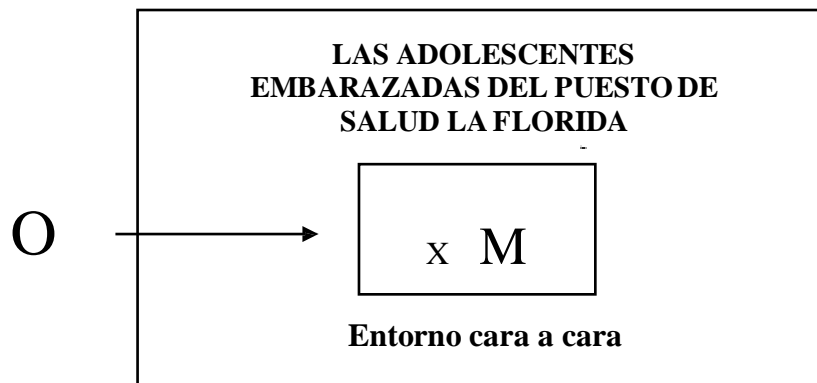 LAS ADOLESCENTES
EMBARAZADAS DEL PUESTO DE
SALUD LA FLORIDA
O
x M
Entorno cara a cara